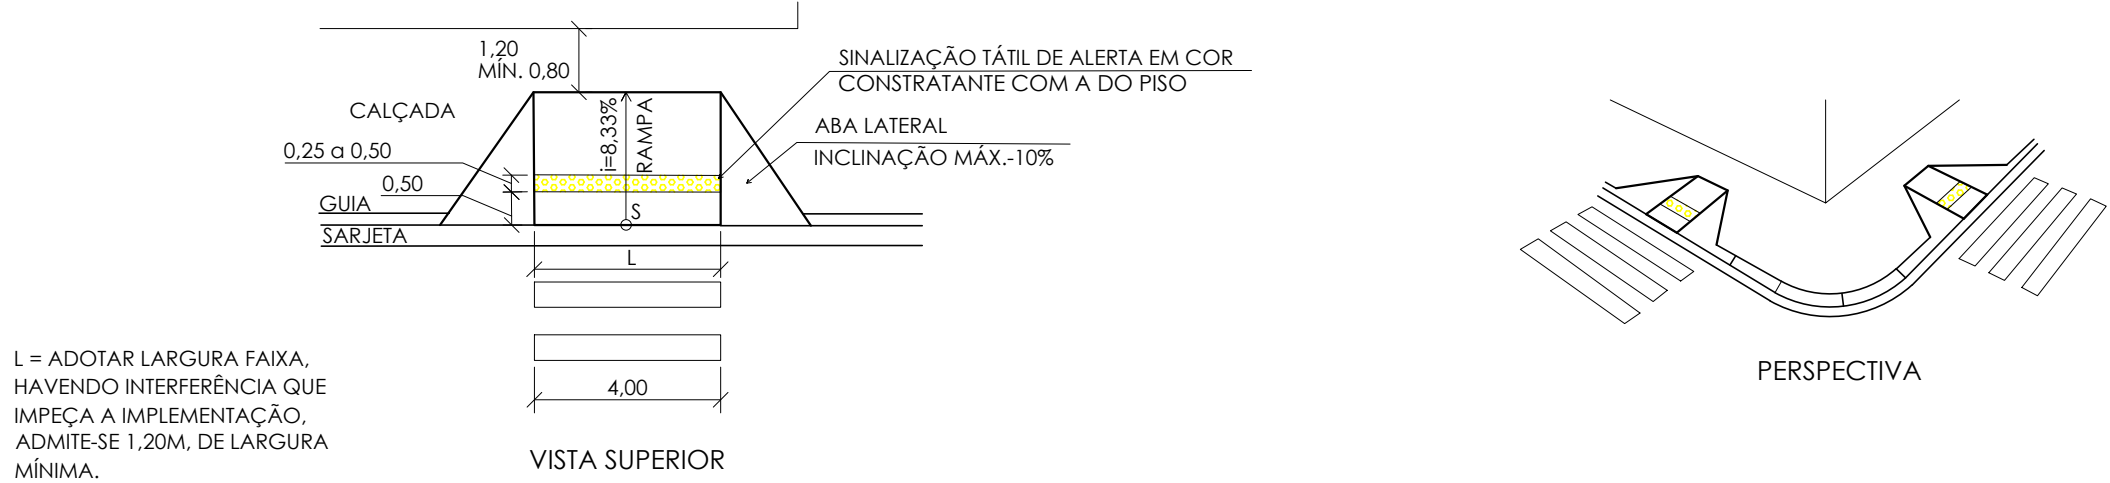 1,20
MÍN. 0,80
SINALIZAÇÃO TÁTIL DE ALERTA EM COR
CONSTRATANTE COM A DO PISO
CALÇADA
i=8,33%
RAMPA
ABA LATERAL
INCLINAÇÃO MÁX.-10%
0,25 a 0,50
0,50
GUIA
S
SARJETA
L
L = ADOTAR LARGURA FAIXA,
HAVENDO INTERFERÊNCIA QUE
IMPEÇA A IMPLEMENTAÇÃO,
ADMITE-SE 1,20M, DE LARGURA
MÍNIMA.
4,00
VISTA SUPERIOR
PERSPECTIVA